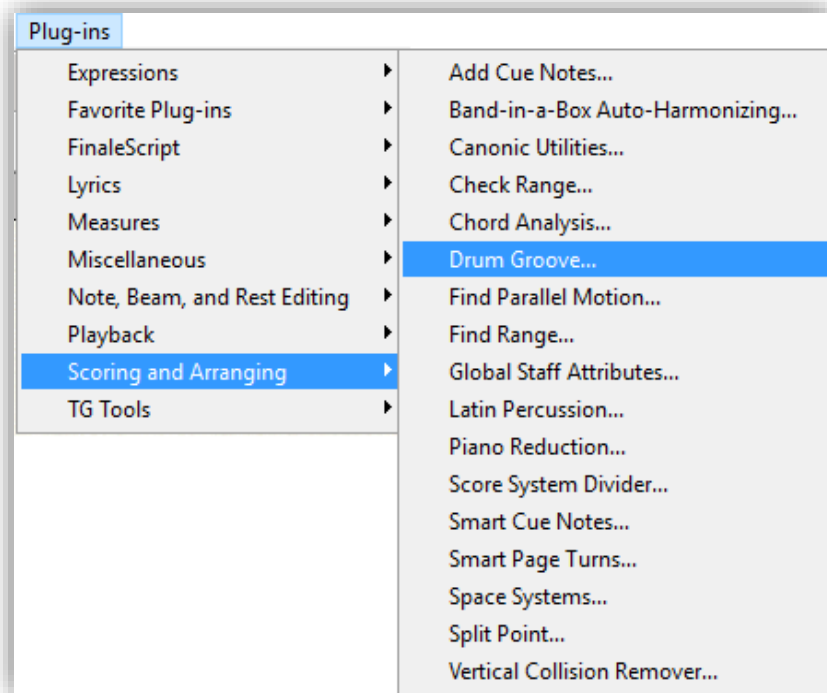 Plug-ins
Expressions
Favorite Plug-ins
FinaleScript
Lyrics
Measures
Miscellaneous
Note, Beam, and Rest Editing
Playback
Scoring and Arranging
TG Tools
Add Cue Notes...
Band-in-a-Box Auto-Harmonizing...
Canonic Utilities...
Check Range...
Chord Analysis...
Drum Groove...
Find Parallel Motion...
Find Range...
Global Staff Attributes...
Latin Percussion...
Piano Reduction...
Score System Divider...
Smart Cue Notes...
Smart Page Turns...
Space Systems...
Split Point...
Vertical Collision Remover...